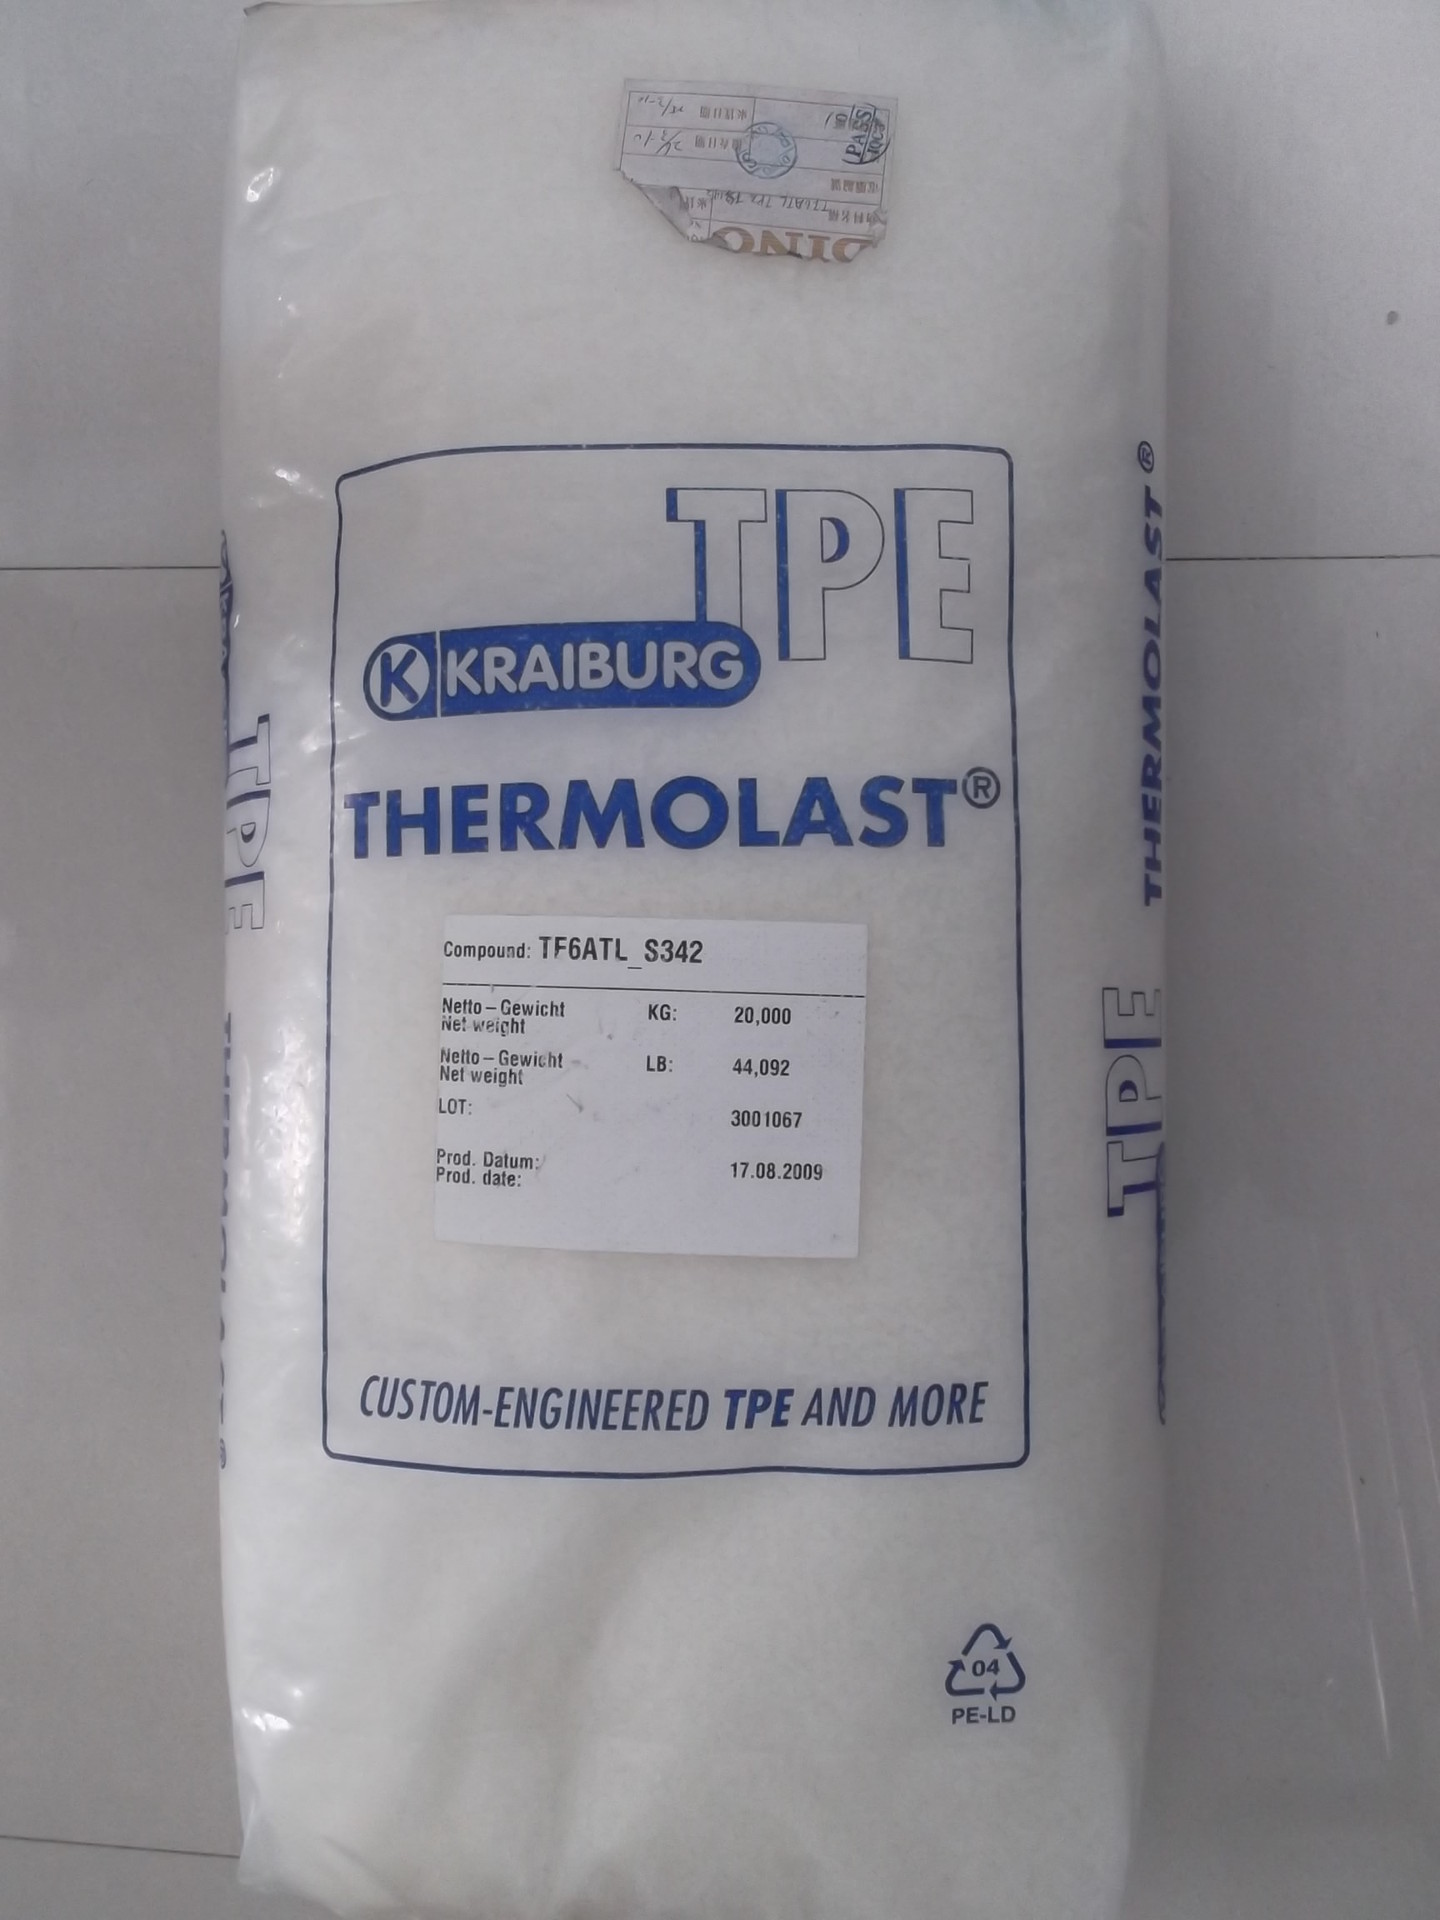 PASS
TPE
KRAIBURG
THERMOLAST®
Compound: TF6ATL_S342
Netto – Gewicht KG: 20,000
Net weight
Netto – Gewicht LB: 44,092
Net weight
LOT: 3001067
Prod. Datum: 17.08.2009
Prod. date:
CUSTOM-ENGINEERED TPE AND MORE
04
PE-LD
TPE
TPE THERMOLAST®